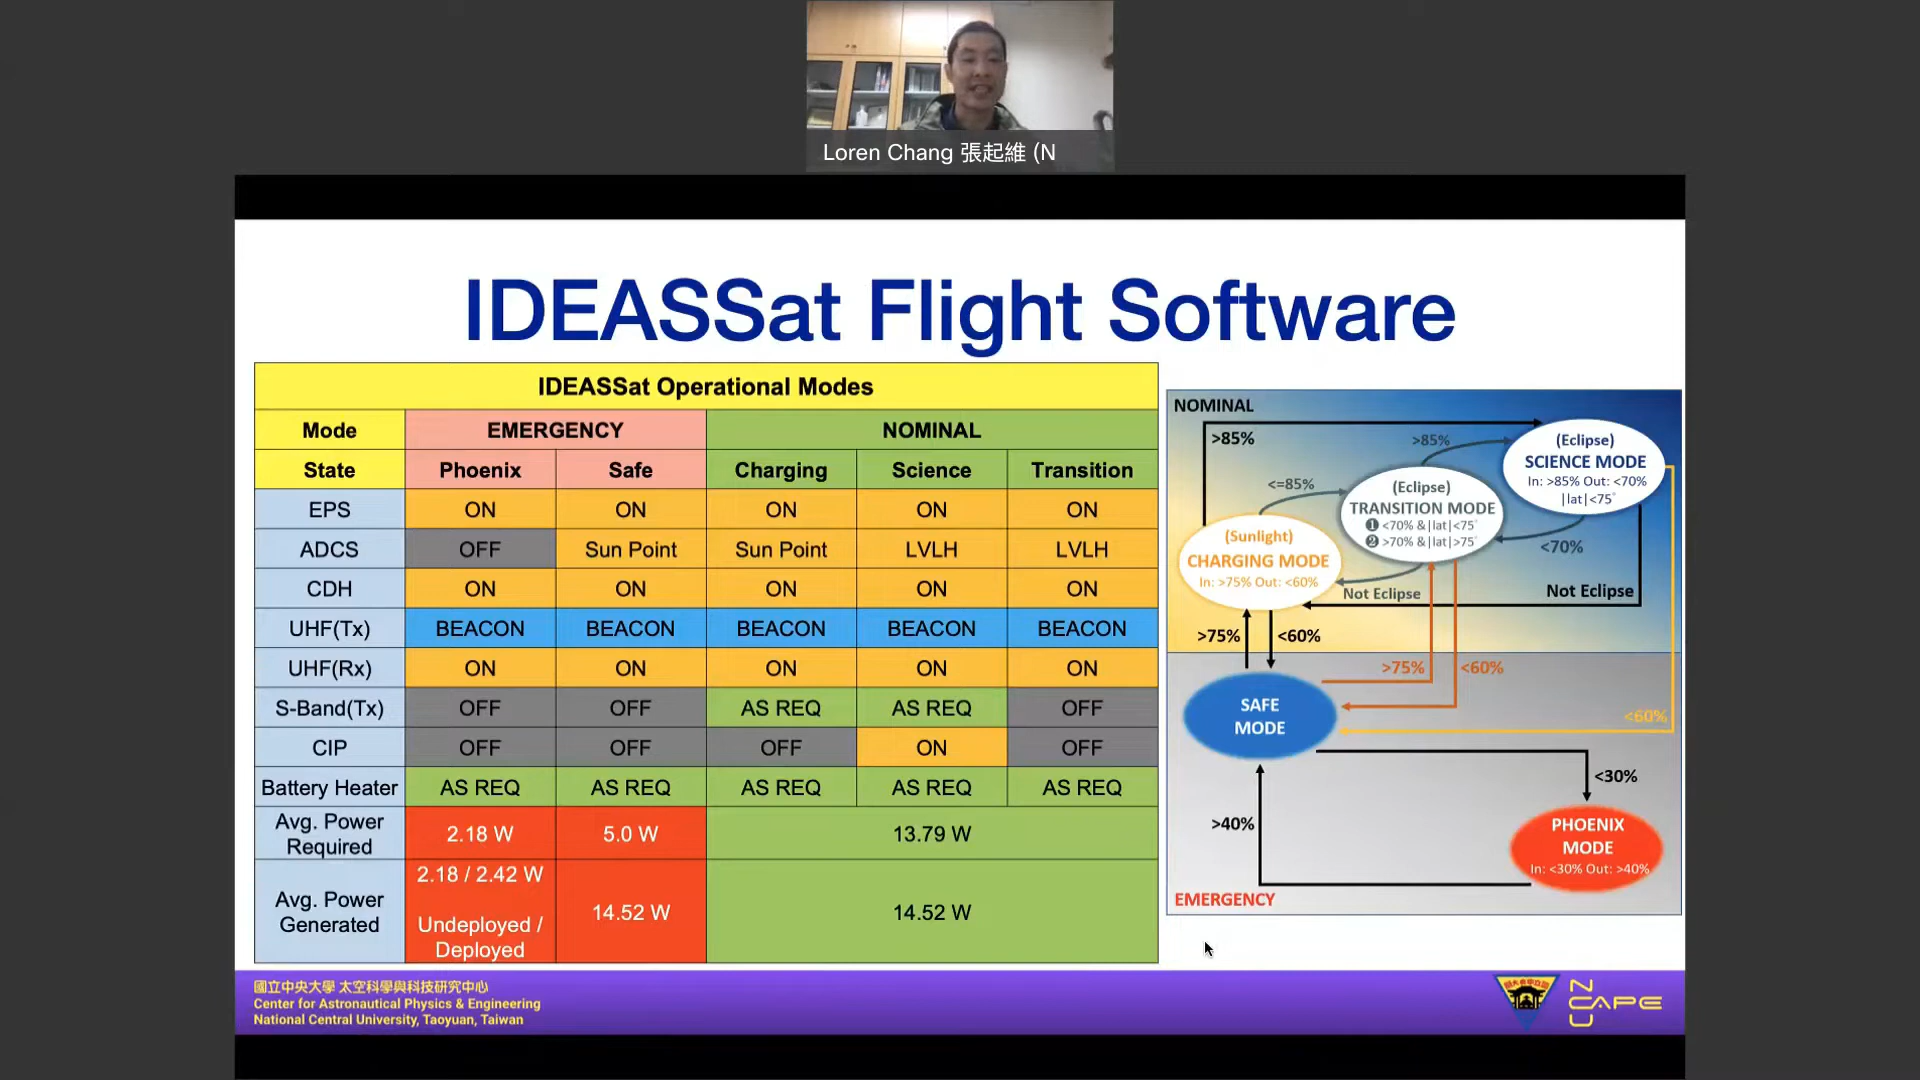 Loren Chang 張起維 (N
IDEASSat Flight Software
IDEASSat Operational Modes
Mode EMERGENCY NOMINAL
State Phoenix Safe Charging Science Transition
EPS ON ON ON ON ON
ADCS OFF Sun Point Sun Point LVLH LVLH
CDH ON ON ON ON ON
UHF(Tx) BEACON BEACON BEACON BEACON BEACON
UHF(Rx) ON ON ON ON ON
S-Band(Tx) OFF OFF AS REQ AS REQ OFF
CIP OFF OFF OFF ON OFF
Battery Heater AS REQ AS REQ AS REQ AS REQ AS REQ
Avg. Power
Required
2.18 W 5.0 W 13.79 W
Avg. Power
Generated
2.18 / 2.42 W
Undeployed /
Deployed
14.52 W 14.52 W
NOMINAL
>85%
>85%
(Eclipse)
SCIENCE MODE
In: >85% Out: <70%
|lat|<75°
<=85%
(Eclipse)
TRANSITION MODE
❶ <70% &|lat|<75°
❷ >70% &|lat|>75°
<70%
(Sunlight)
CHARGING MODE
In: >75% Out: <60%
Not Eclipse
Not Eclipse
>75%
<60%
>75%
<60%
<60%
SAFE
MODE
<30%
>40%
PHOENIX
MODE
In: <30% Out: >40%
EMERGENCY
國立中央大學 太空科學與科技研究中心
Center for Astronautical Physics & Engineering
National Central University, Taoyuan, Taiwan
NCU
CAPE